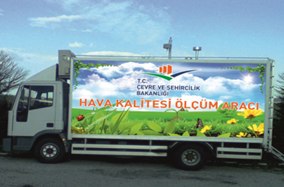 T.C.
ÇEVRE VE ŞEHİRCİLİK
BAKANLIĞI
HAVA KALİTESİ ÖLÇÜM ARACI